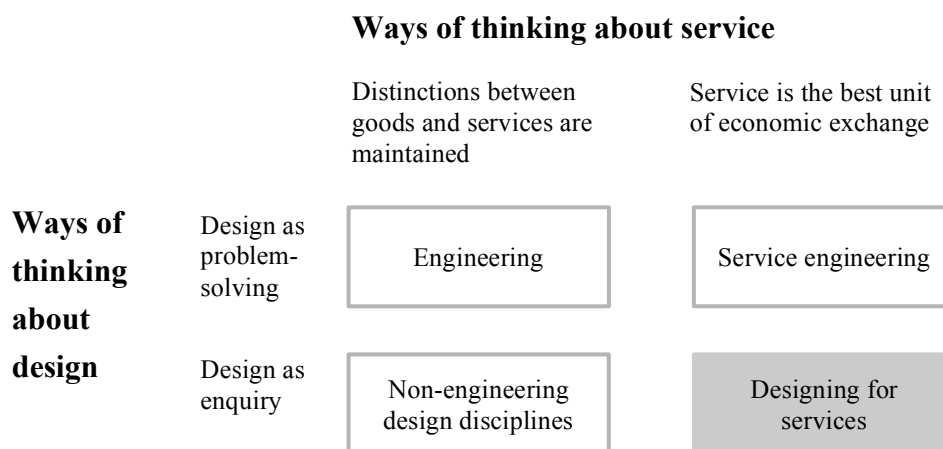 Ways of thinking about service
Distinctions between
goods and services are
maintained
Service is the best unit
of economic exchange
Ways of
thinking
about
design
Design as
problem-
solving
Engineering
Service engineering
Design as
enquiry
Non-engineering
design disciplines
Designing for
services